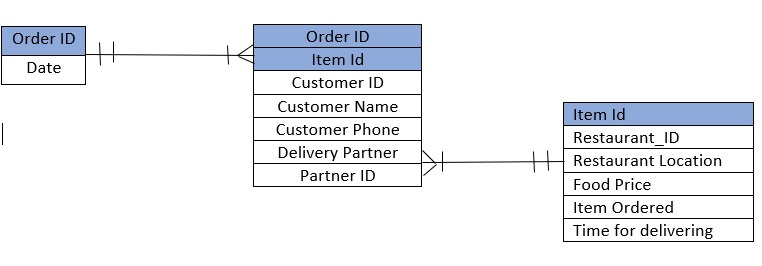 Order ID
Date
Order ID
Item Id
Customer ID
Customer Name
Customer Phone
Delivery Partner
Partner ID
Item Id
Restaurant_ID
Restaurant Location
Food Price
Item Ordered
Time for delivering